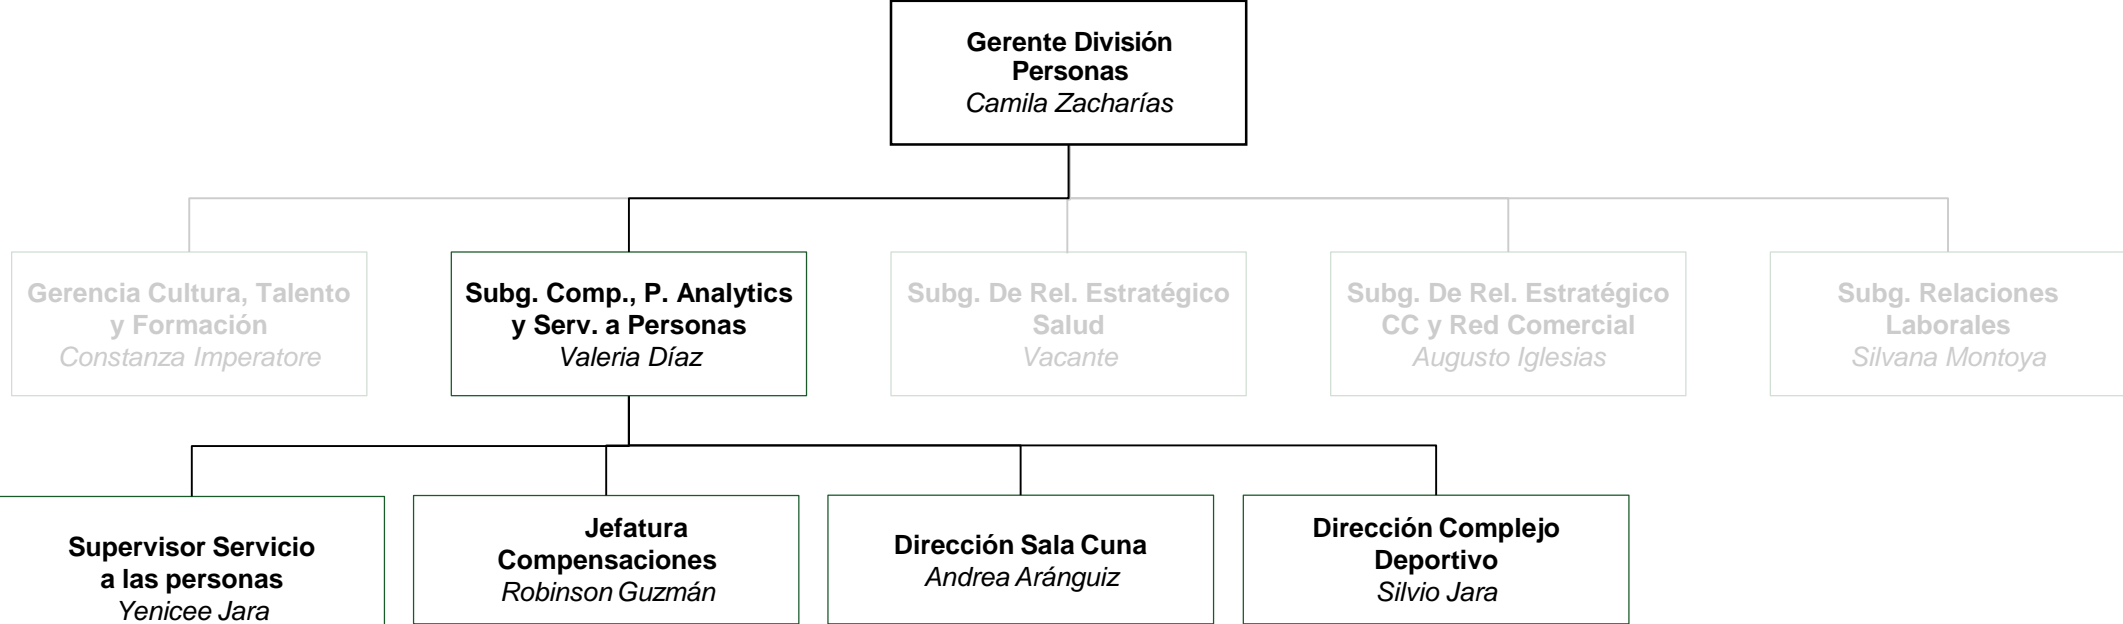 Gerente División
Personas
Camila Zacharías
Gerencia Cultura, Talento
y Formación
Constanza Imperatore
Subg. Comp., P. Analytics
y Serv. a Personas
Valeria Díaz
Subg. De Rel. Estratégico
Salud
Vacante
Subg. De Rel. Estratégico
CC y Red Comercial
Augusto Iglesias
Subg. Relaciones
Laborales
Silvana Montoya
Supervisor Servicio
a las personas
Yenicee Jara
Jefatura
Compensaciones
Robinson Guzmán
Dirección Sala Cuna
Andrea Aránguiz
Dirección Complejo
Deportivo
Silvio Jara